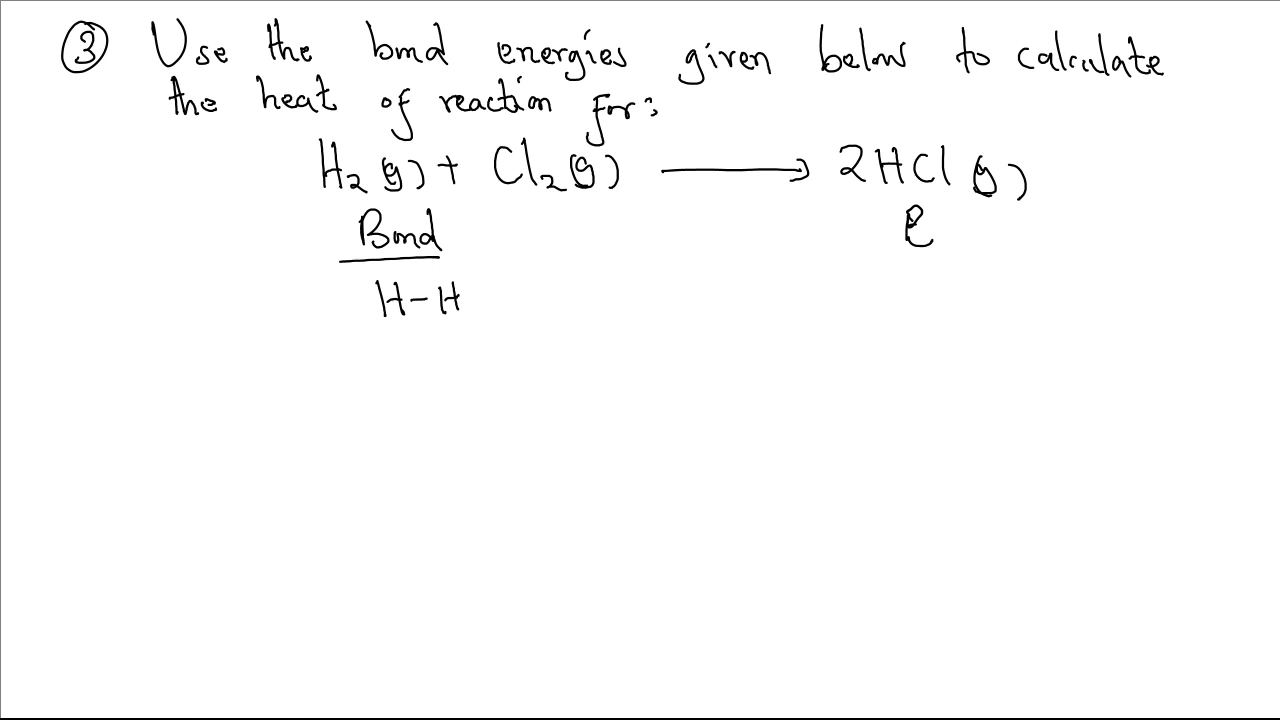 ③ Use the bond energies given below to calculate
the heat of reaction for:
H₂(g) + Cl₂(g) ⟶ 2HCl(g)
Bond
H-H